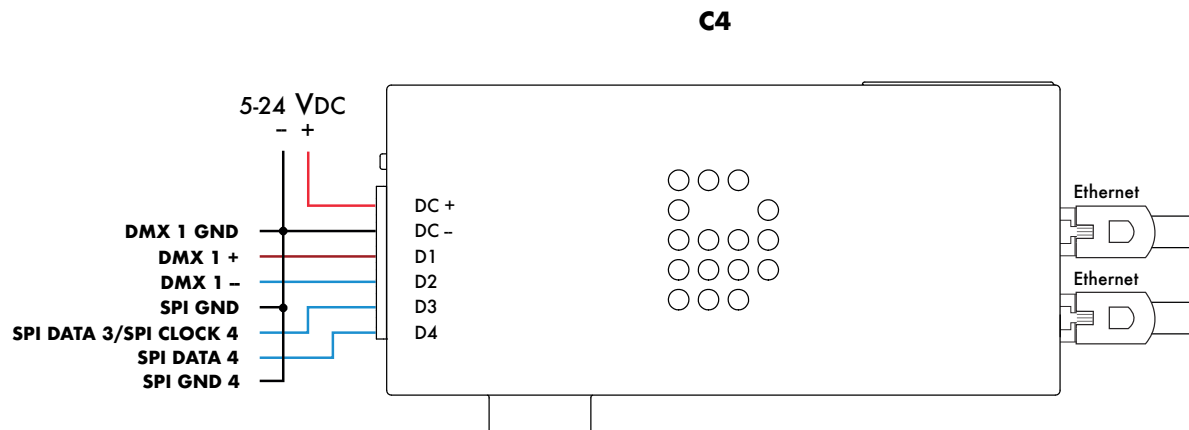 C4
5-24 VDC
– +
Ethernet
DC +
DMX 1 GND
DC –
DMX 1 +
D1
DMX 1 –
D2
Ethernet
SPI GND
D3
SPI DATA 3/SPI CLOCK 4
D4
SPI DATA 4
SPI GND 4